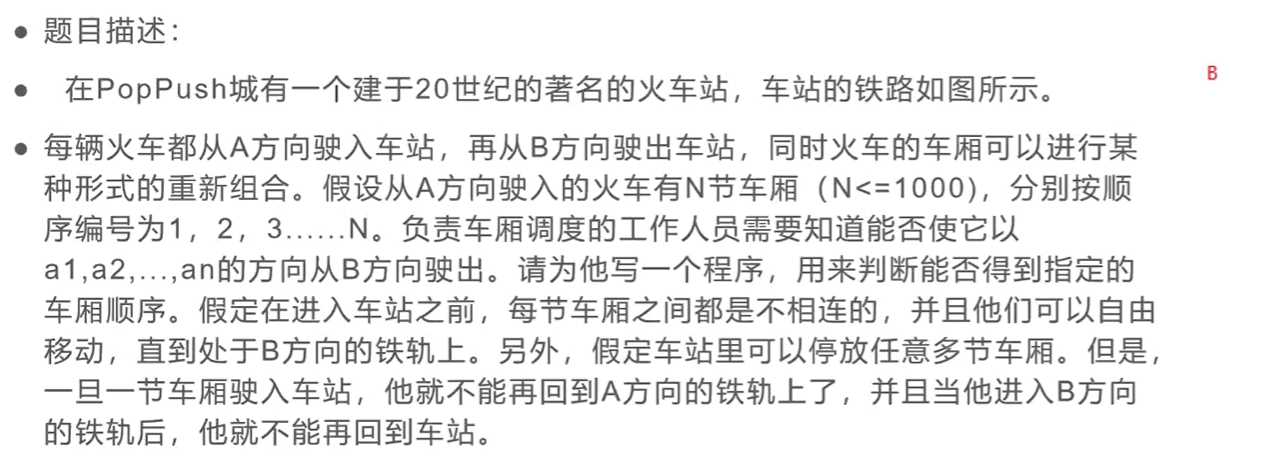 ● 题目描述：
● 在PopPush城有一个建于20世纪的著名的火车站，车站的铁路如图所示。
B
● 每辆火车都从A方向驶入车站，再从B方向驶出车站，同时火车的车厢可以进行某
种形式的重新组合。假设从A方向驶入的火车有N节车厢（N<=1000)，分别按顺
序编号为1，2，3……N。负责车厢调度的工作人员需要知道能否使它以
a1,a2,...,an的方向从B方向驶出。请为他写一个程序，用来判断能否得到指定的
车厢顺序。假定在进入车站之前，每节车厢之间都是不相连的，并且他们可以自由
移动，直到处于B方向的铁轨上。另外，假定车站里可以停放任意多节车厢。但是，
一旦一节车厢驶入车站，他就不能再回到A方向的铁轨上了，并且当他进入B方向
的铁轨后，他就不能再回到车站。